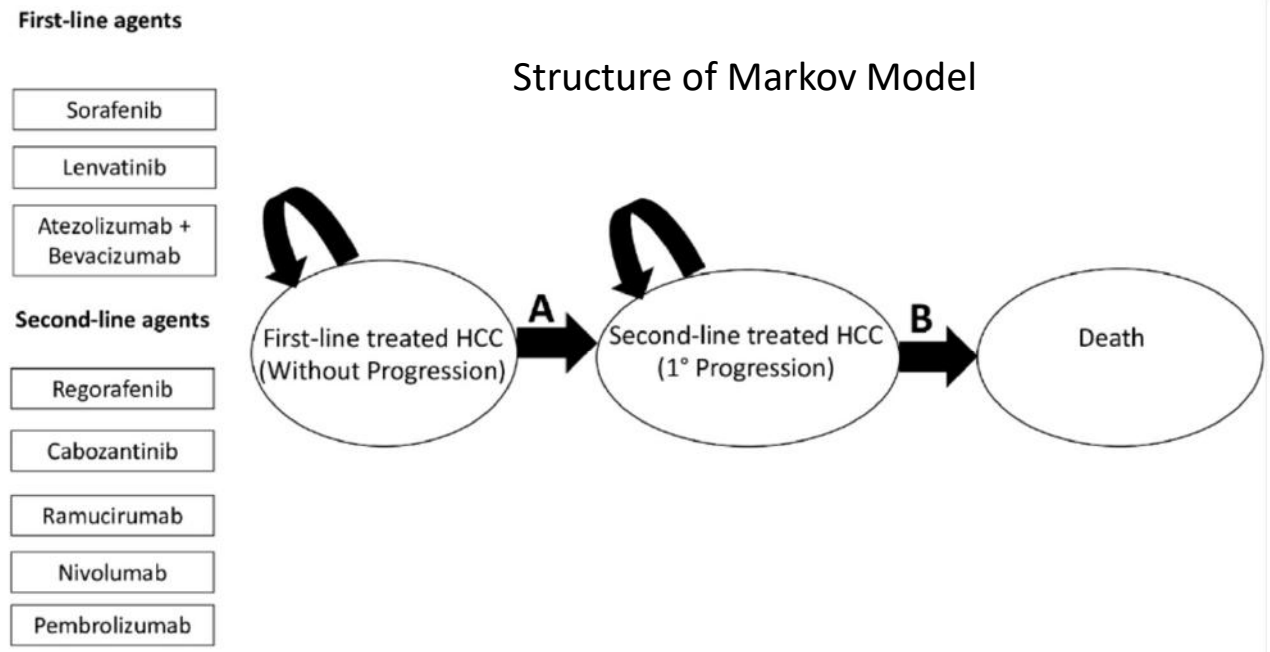 First-line agents
Structure of Markov Model
Sorafenib
Lenvatinib
Atezolizumab +
Bevacizumab
Second-line agents
Regorafenib
Cabozantinib
Ramucirumab
Nivolumab
Pembrolizumab
First-line treated HCC
(Without Progression)
A
Second-line treated HCC
(1° Progression)
B
Death